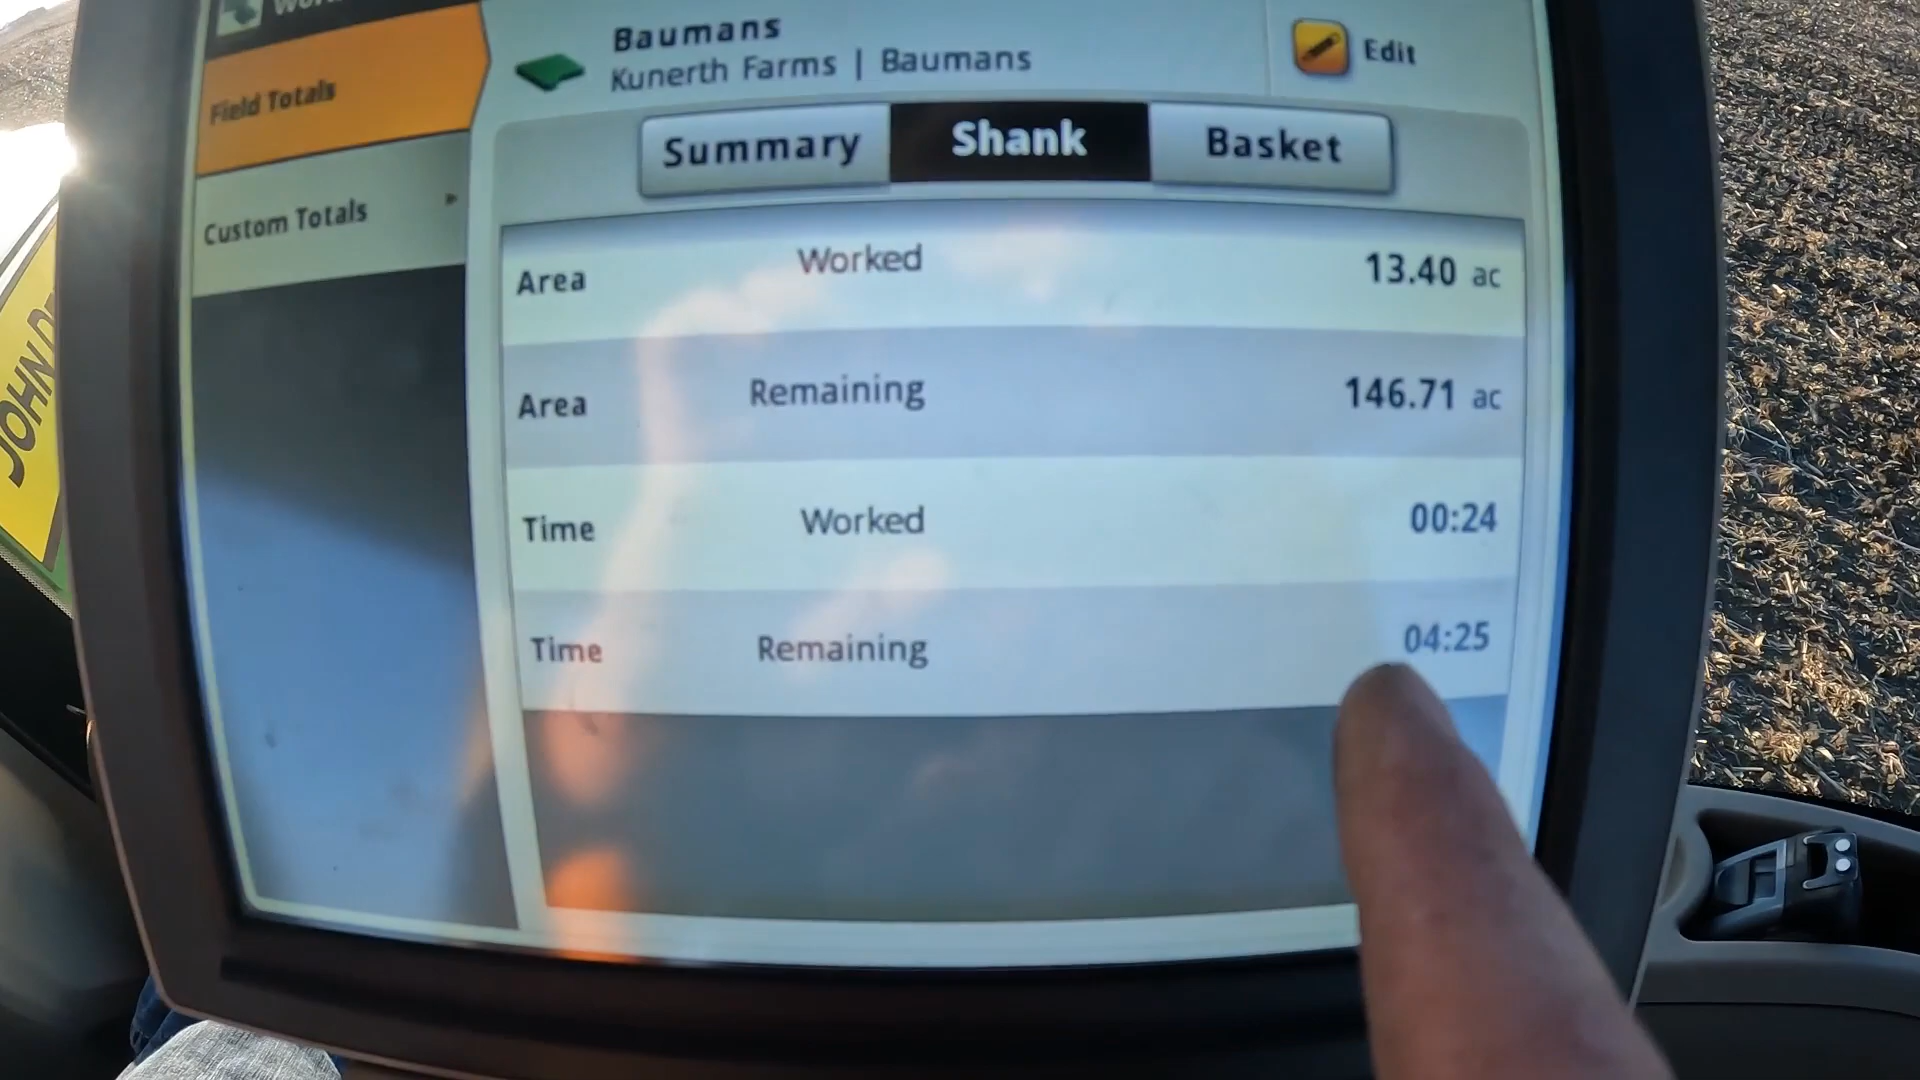 Baumans
Kunerth Farms | Baumans
Edit
Field Totals
Custom Totals
Summary
Shank
Basket
Area Worked 13.40 ac
Area Remaining 146.71 ac
Time Worked 00:24
Time Remaining 04:25
JOHN